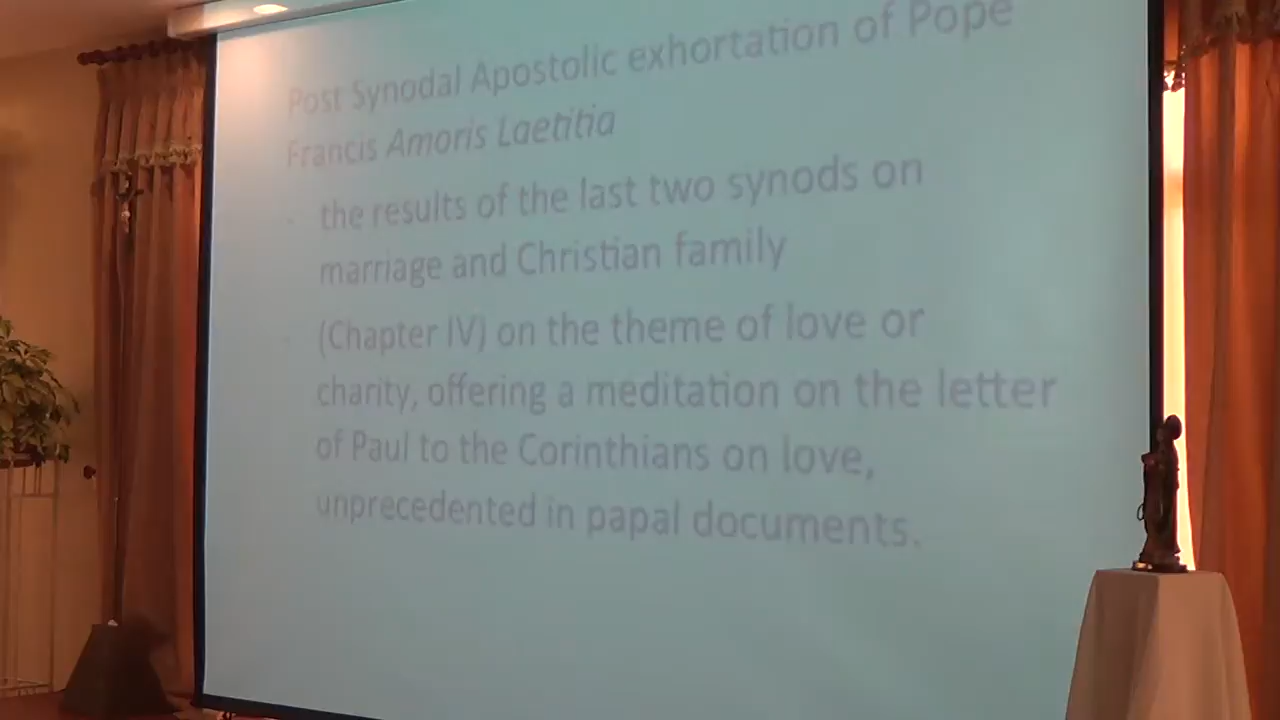 Post Synodal Apostolic exhortation of Pope
Francis Amoris Laetitia
- the results of the last two synods on
marriage and Christian family
- (Chapter IV) on the theme of love or
charity, offering a meditation on the letter
of Paul to the Corinthians on love,
unprecedented in papal documents.